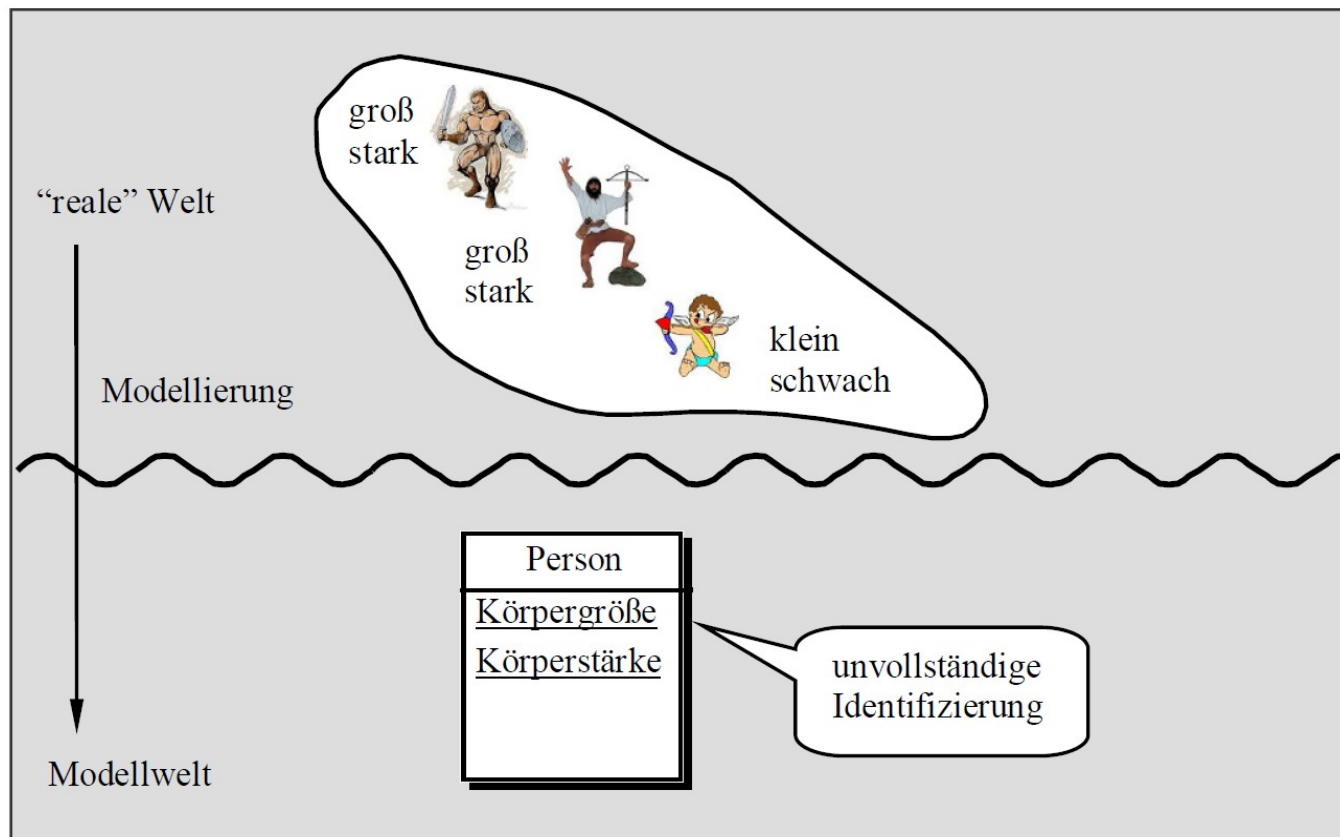 groß
stark
“reale” Welt
groß
stark
klein
schwach
Modellierung
Person
Körpergröße
Körperstärke
unvollständige
Identifizierung
Modellwelt